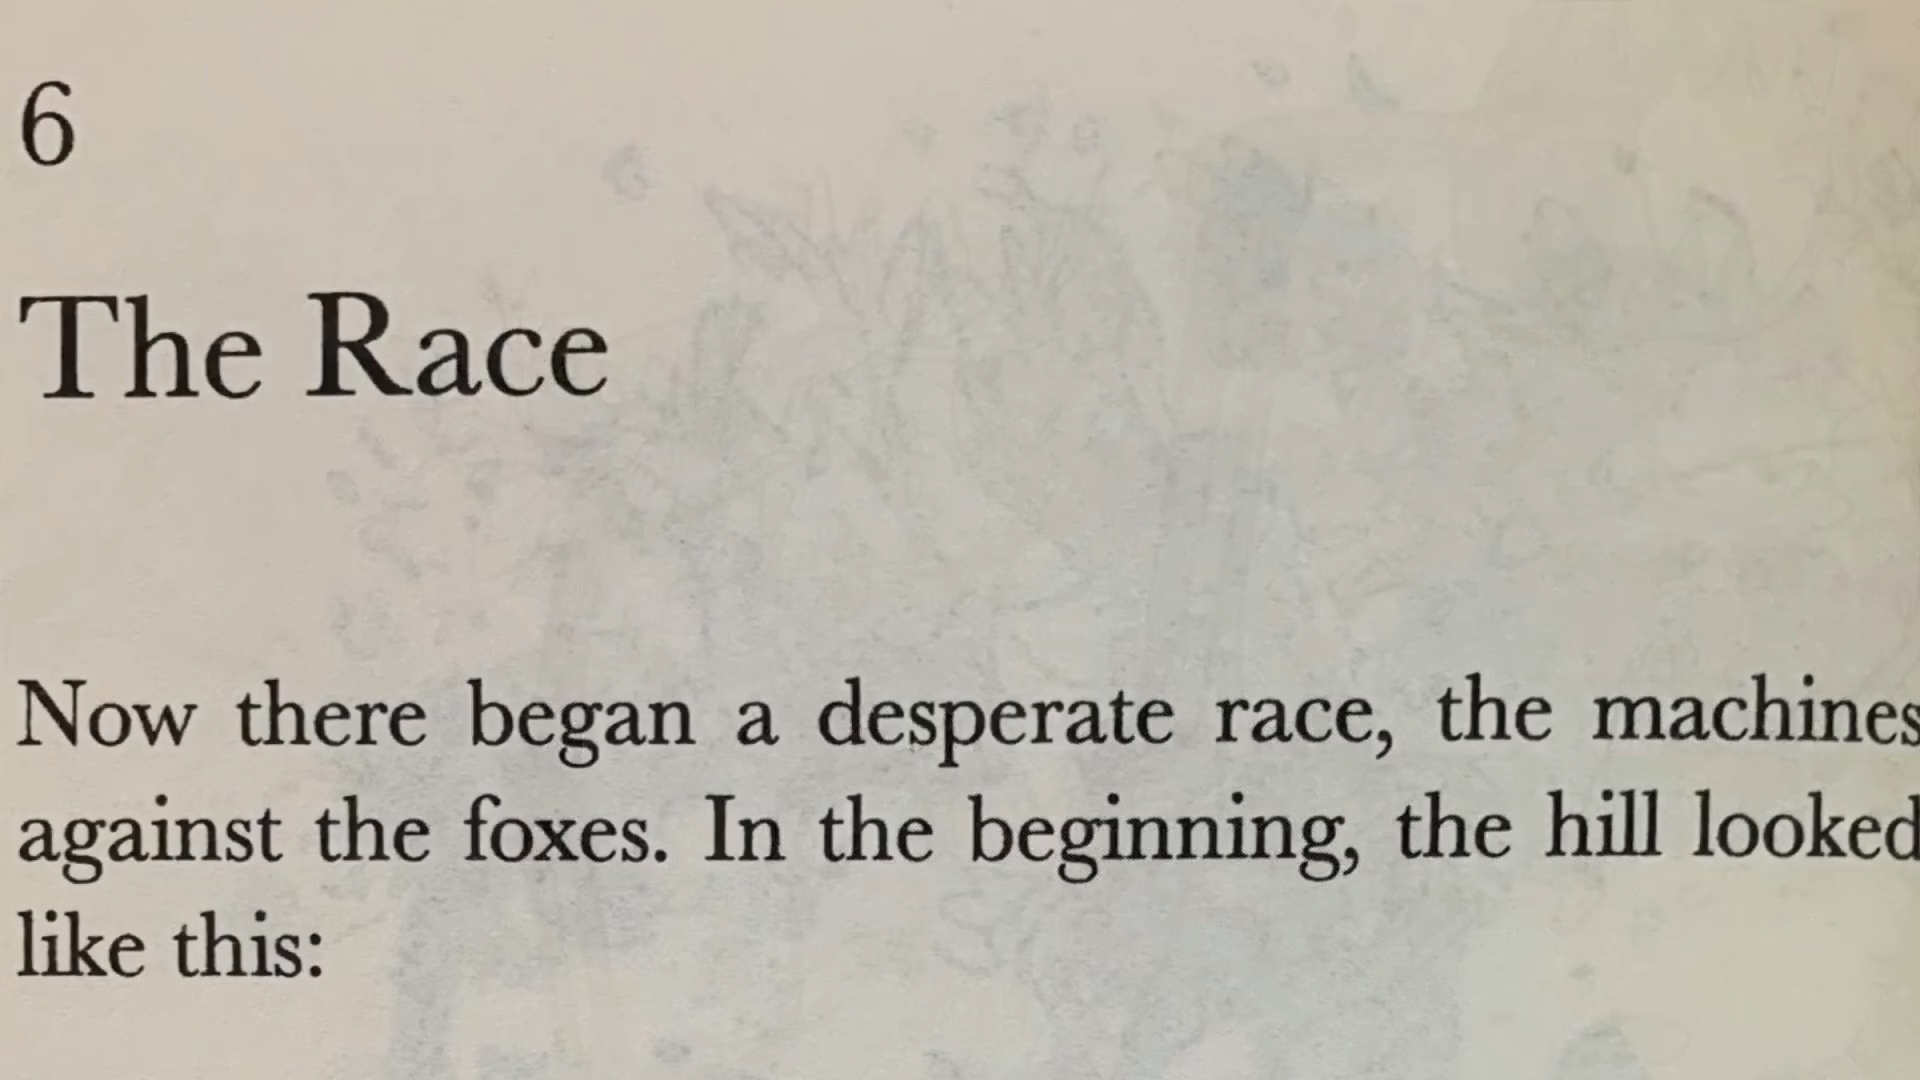 6
The Race
Now there began a desperate race, the machines
against the foxes. In the beginning, the hill looked
like this: